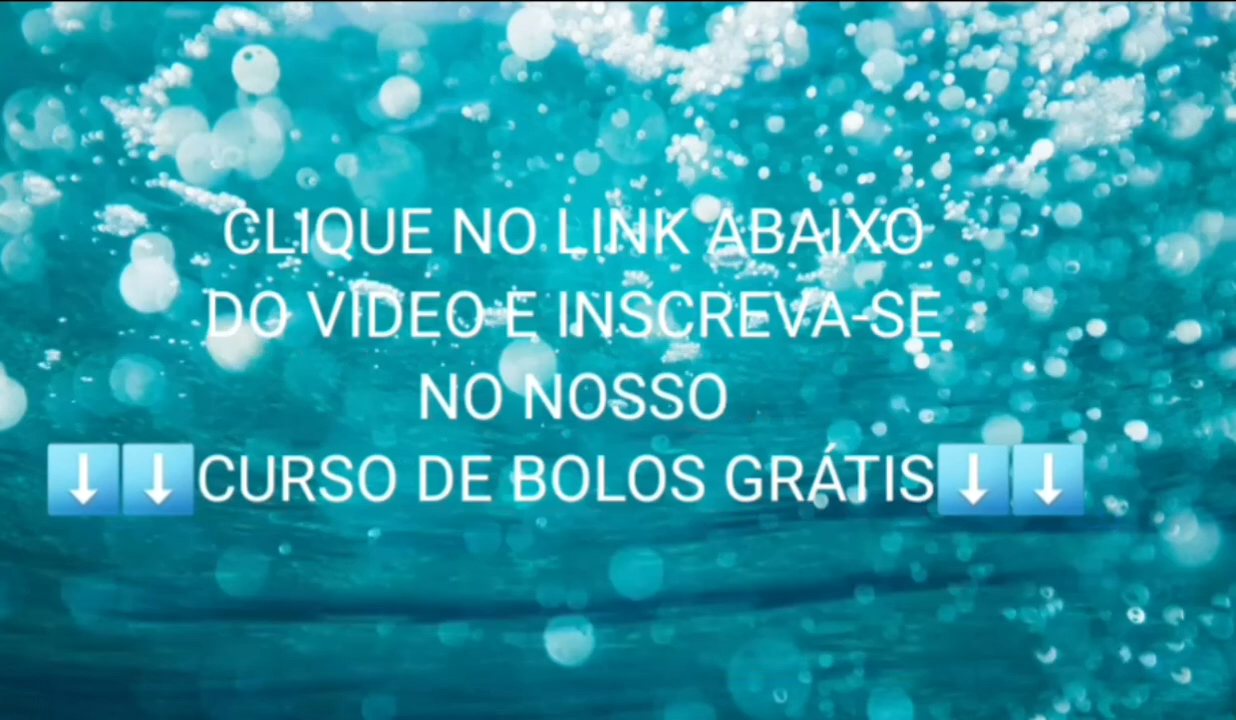 CLIQUE NO LINK ABAIXO
DO VIDEO E INSCREVA-SE
NO NOSSO
⬇️⬇️CURSO DE BOLOS GRÁTIS⬇️⬇️